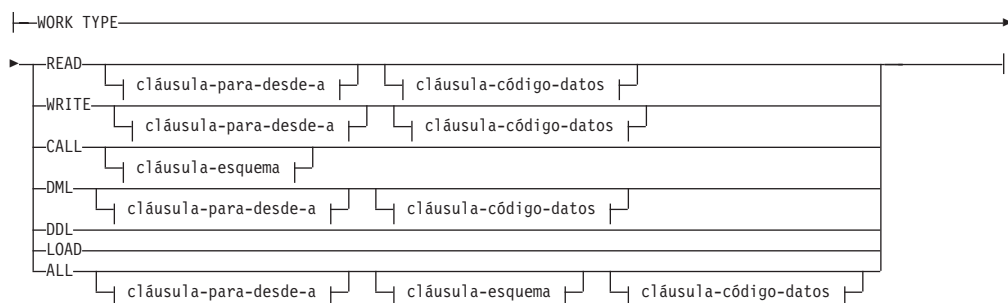 WORK TYPE
READ
cláusula-para-desde-a cláusula-código-datos
WRITE
cláusula-para-desde-a cláusula-código-datos
CALL
cláusula-esquema
DML
cláusula-para-desde-a cláusula-código-datos
DDL
LOAD
ALL
cláusula-para-desde-a cláusula-esquema cláusula-código-datos